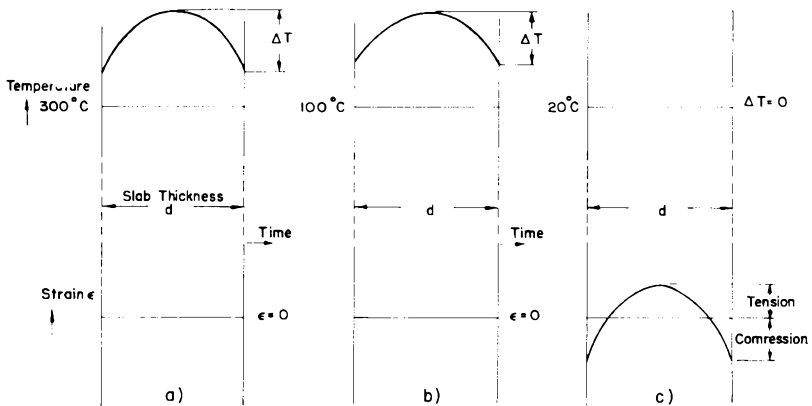 ΔT
ΔT
Temperature
300°C
100°C
20°C
ΔT=0
Slab Thickness
d
d
d
Time
Time
Strain ϵ
ϵ=0
ϵ=0
Tension
Comression
a)
b)
c)